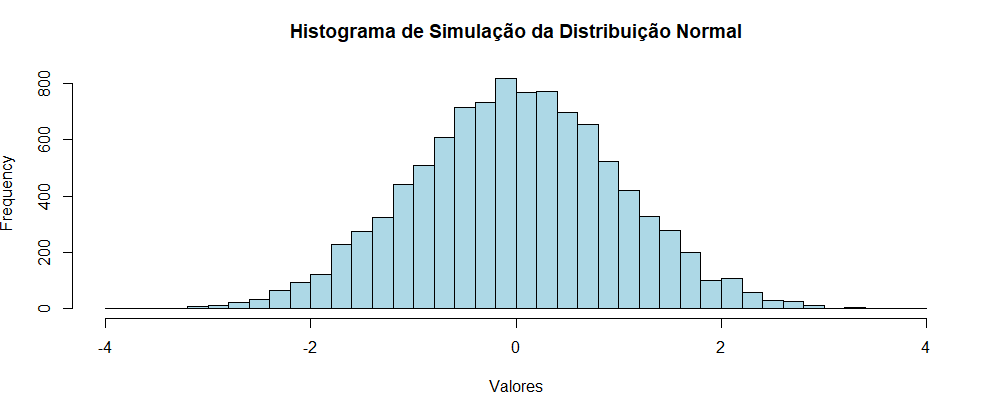 Histograma de Simulação da Distribuição Normal
Frequency
800
600
400
200
0
-4 -2 0 2 4
Valores